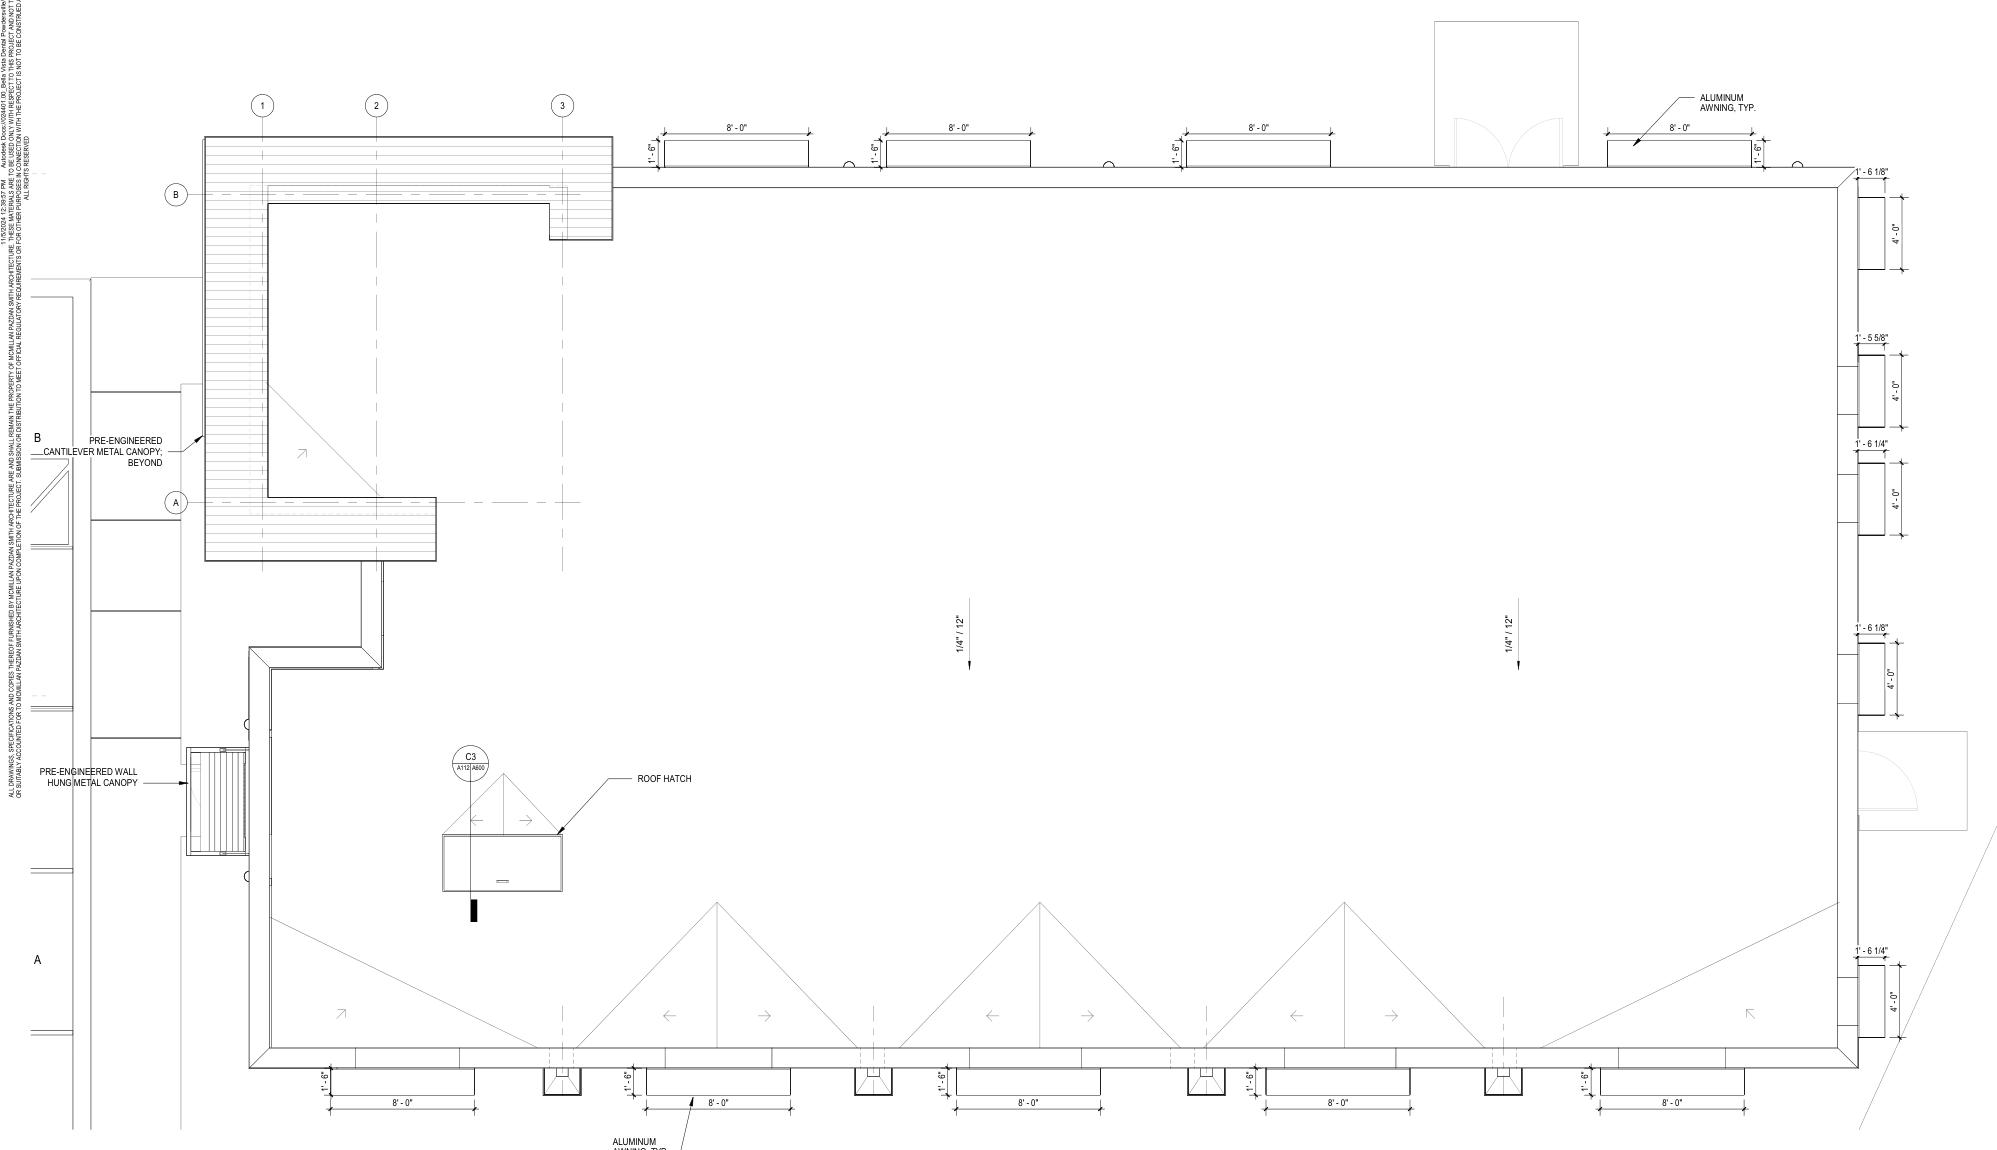 11/5/2024 12:39:57 PM Autodesk Docs://024401.00_Bella Vista Dental Powdersville/
ALL DRAWINGS, SPECIFICATIONS AND COPIES THEREOF FURNISHED BY MCMILLAN PAZDAN SMITH ARCHITECTURE ARE AND SHALL REMAIN THE PROPERTY OF MCMILLAN PAZDAN SMITH ARCHITECTURE. THESE MATERIALS ARE TO BE USED ONLY WITH RESPECT TO THIS PROJECT AND NOT T
OR SUITABLY ACCOUNTED FOR TO MCMILLAN PAZDAN SMITH ARCHITECTURE UPON COMPLETION OF THE PROJECT. SUBMISSION OR DISTRIBUTION TO MEET OFFICIAL REGULATORY REQUIREMENTS OR FOR OTHER PURPOSES IN CONNECTION WITH THE PROJECT IS NOT TO BE CONSTRUED A
ALL RIGHTS RESERVED
1
2
3
ALUMINUM
AWNING, TYP.
8' - 0"
8' - 0"
8' - 0"
8' - 0"
1' - 6"
1' - 6"
1' - 6"
1' - 6"
1' - 6 1/8"
B
4' - 0"
1' - 5 5/8"
4' - 0"
B
PRE-ENGINEERED
CANTILEVER METAL CANOPY;
BEYOND
1' - 6 1/4"
A
4' - 0"
1/4" / 12"
1/4" / 12"
1' - 6 1/8"
4' - 0"
C3
A112 A600
PRE-ENGINEERED WALL
HUNG METAL CANOPY
ROOF HATCH
A
1' - 6 1/4"
4' - 0"
1' - 6"
1' - 6"
1' - 6"
1' - 6"
1' - 6"
8' - 0"
8' - 0"
8' - 0"
8' - 0"
8' - 0"
ALUMINUM
AWNING, TYP.